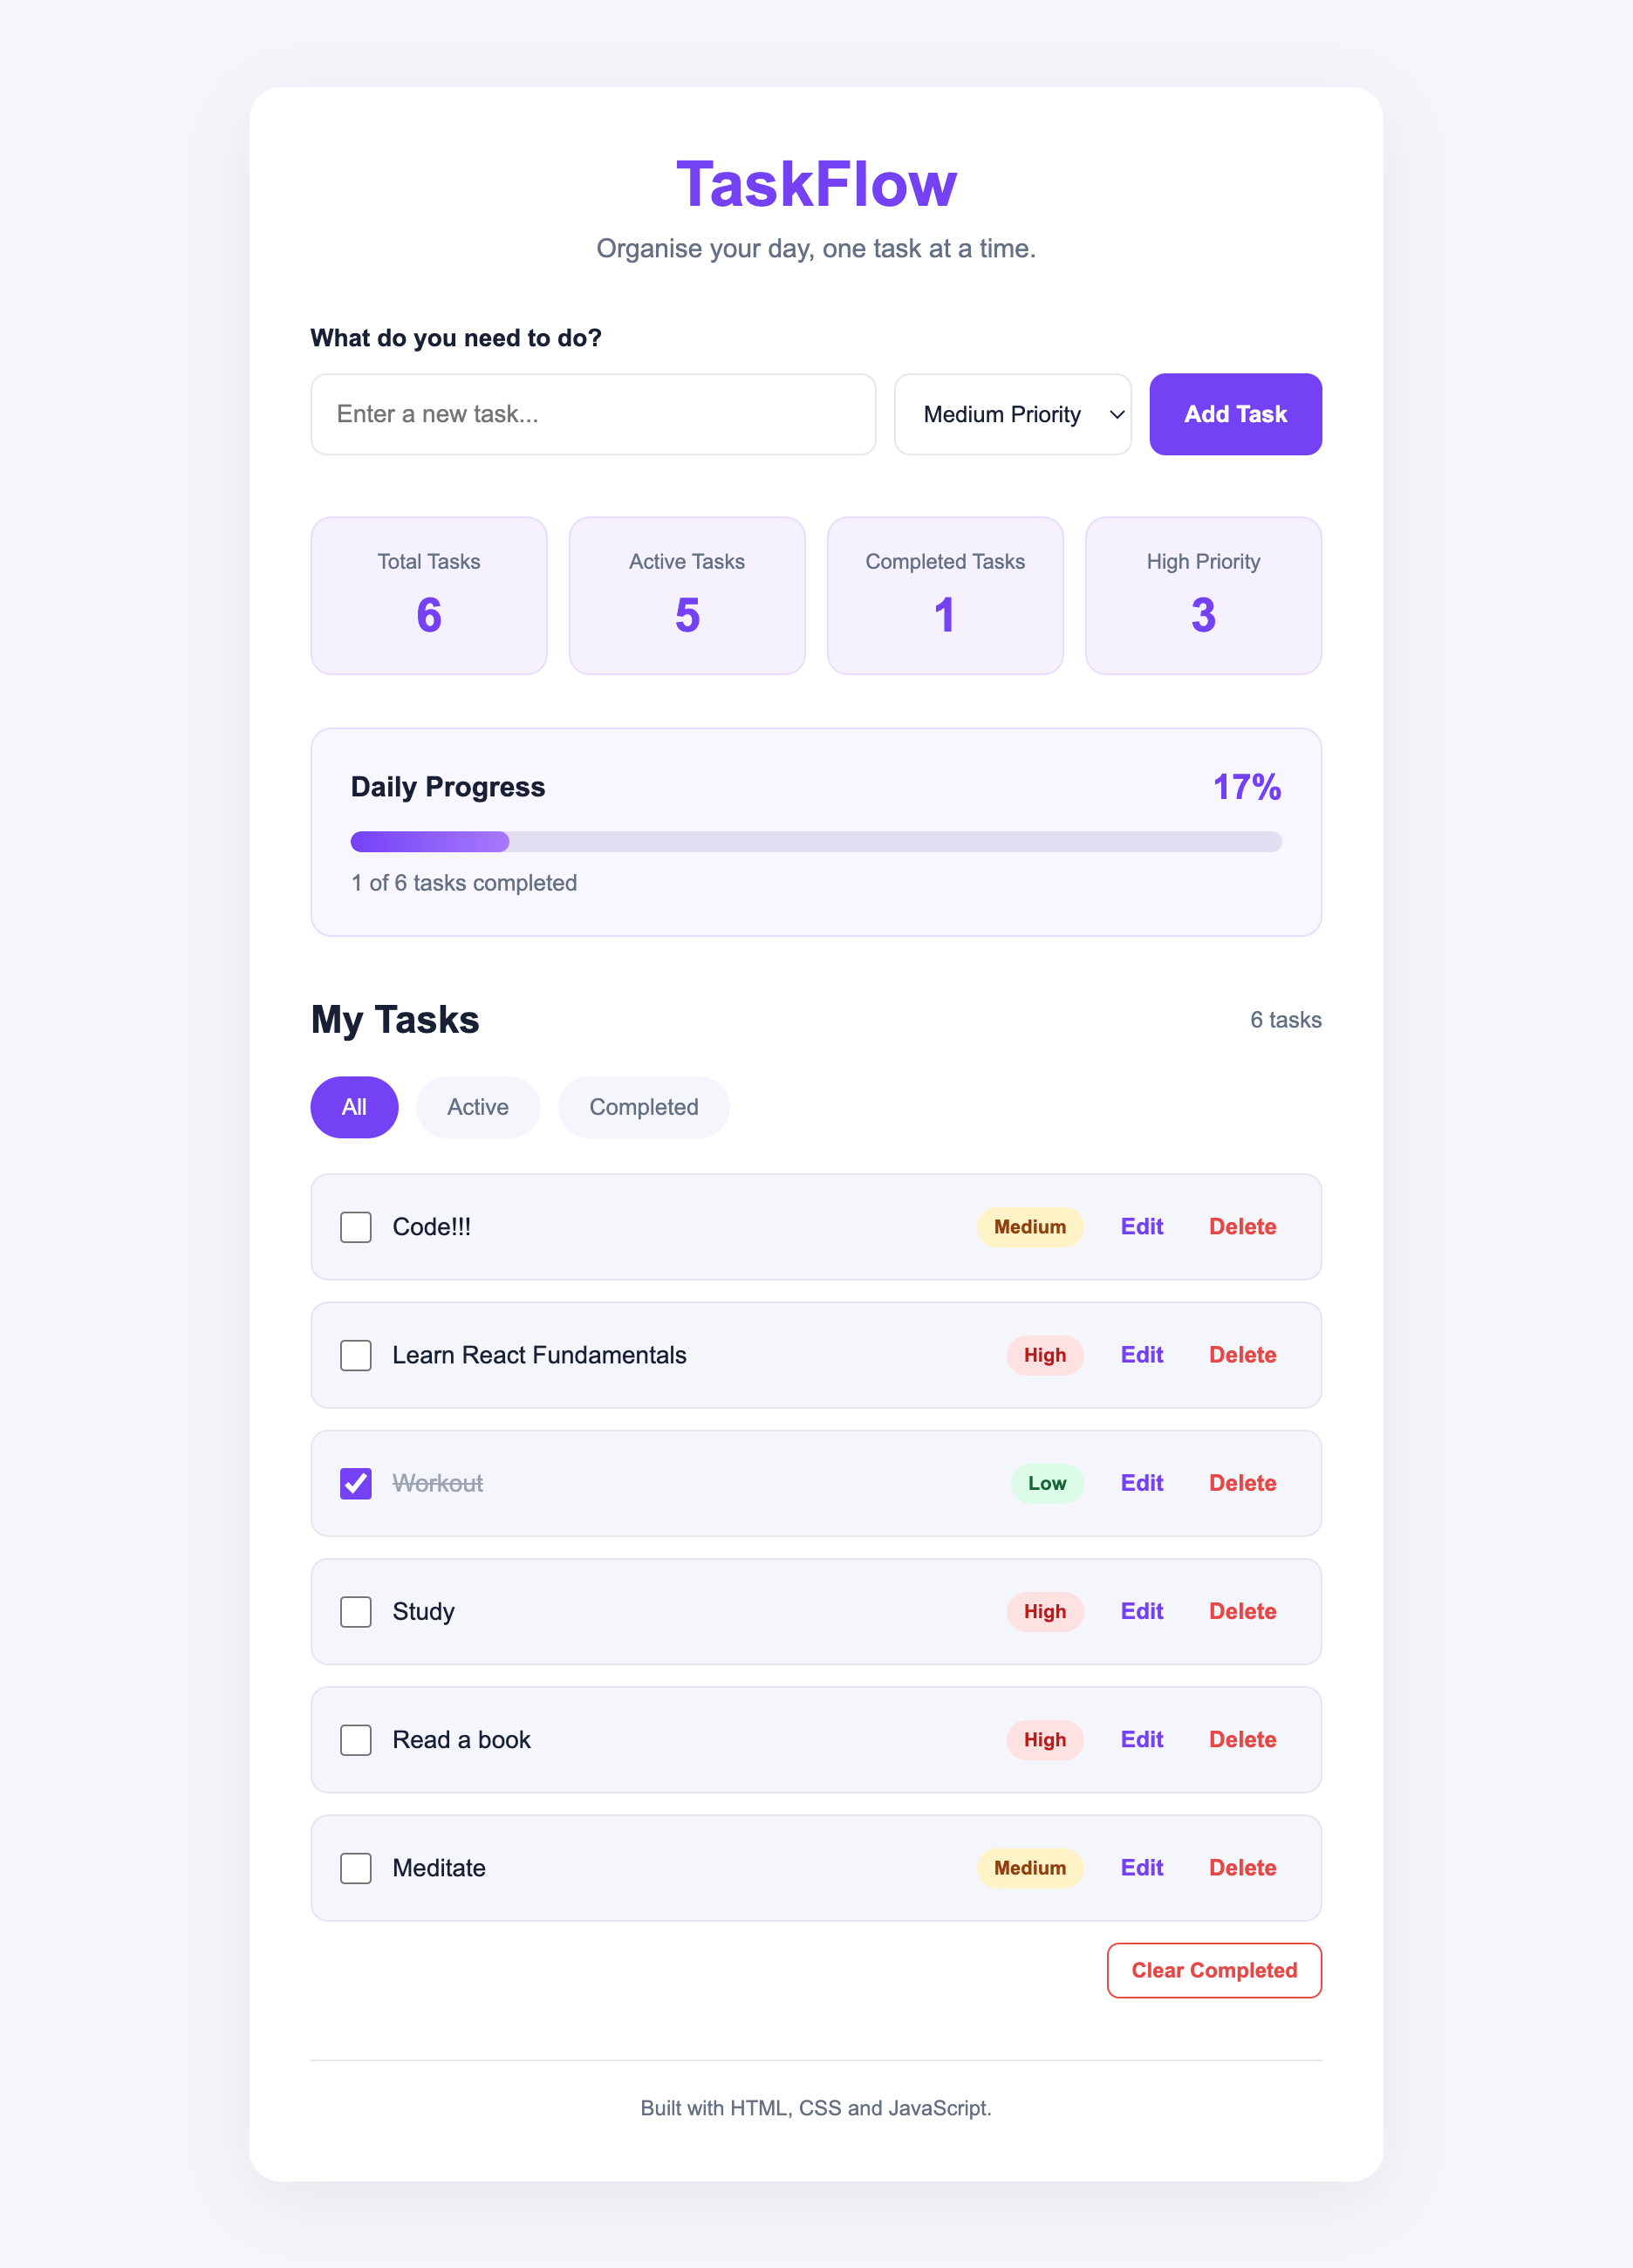 TaskFlow
Organise your day, one task at a time.
What do you need to do?
Enter a new task... Medium Priority Add Task
Total Tasks Active Tasks Completed Tasks High Priority
6 5 1 3
Daily Progress 17%
1 of 6 tasks completed
My Tasks 6 tasks
All Active Completed
Code!!! Medium Edit Delete
Learn React Fundamentals High Edit Delete
Workout Low Edit Delete
Study High Edit Delete
Read a book High Edit Delete
Meditate Medium Edit Delete
Clear Completed
Built with HTML, CSS and JavaScript.